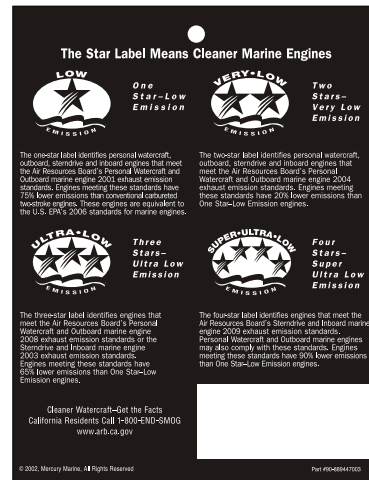 The Star Label Means Cleaner Marine Engines
LOW
EMISSION
One
Star–Low
Emission
The one-star label identifies personal watercraft,
outboard, sterndrive and inboard engines that meet
the Air Resources Board's Personal Watercraft and
Outboard marine engine 2001 exhaust emission
standards. Engines meeting these standards have
75% lower emissions than conventional carbureted
two-stroke engines. These engines are equivalent to
the U.S. EPA's 2006 standards for marine engines.
VERY•LOW
EMISSION
Two
Stars–
Very Low
Emission
The two-star label identifies personal watercraft,
outboard, sterndrive and inboard engines that
meet the Air Resources Board's Personal
Watercraft and Outboard marine engine 2004
exhaust emission standards. Engines meeting
these standards have 20% lower emissions than
One Star–Low Emission engines.
ULTRA•LOW
EMISSION
Three
Stars–
Ultra Low
Emission
The three-star label identifies engines that
meet the Air Resources Board's Personal
Watercraft and Outboard marine engine
2008 exhaust emission standards or the
Sterndrive and Inboard marine engine
2003 exhaust emission standards.
Engines meeting these standards have
65% lower emissions than One Star–Low
Emission engines.
SUPER•ULTRA•LOW
EMISSION
Four
Stars–
Super
Ultra Low
Emission
The four-star label identifies engines that meet the
Air Resources Board's Sterndrive and Inboard marine
engine 2009 exhaust emission standards.
Personal Watercraft and Outboard marine engines
may also comply with these standards. Engines
meeting these standards have 90% lower emissions
than One Star–Low Emission engines.
Cleaner Watercraft–Get the Facts
California Residents Call 1-800-END-SMOG
www.arb.ca.gov
© 2002, Mercury Marine, All Rights Reserved
Part #90-889447003